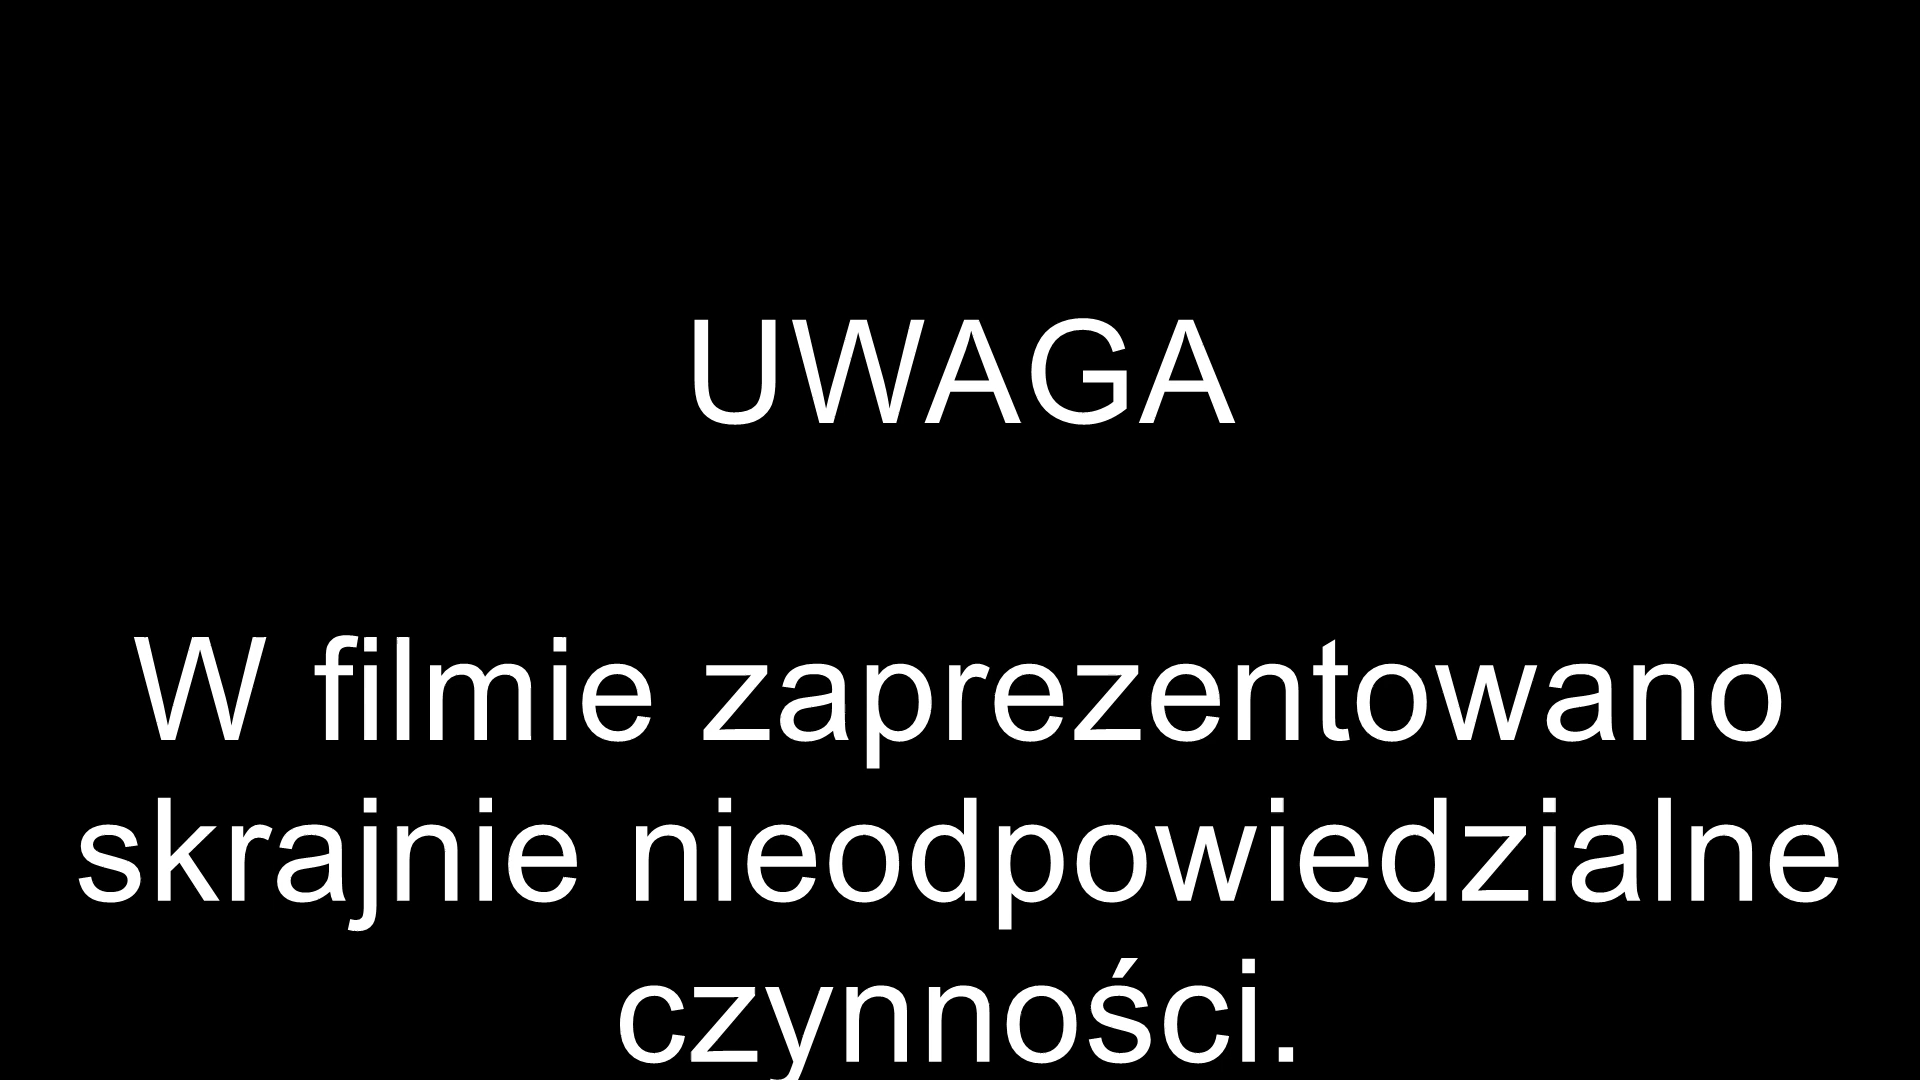 UWAGA
W filmie zaprezentowano
skrajnie nieodpowiedzialne
czynności.